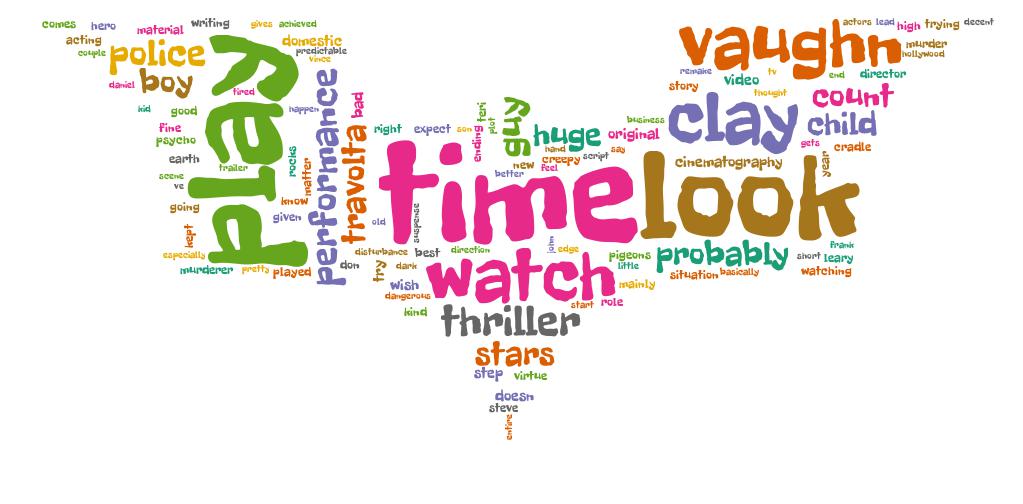 comes
hero
material
writing
gives
achieved
acting
couple
police
domestic
predictable
vince
daniel
boy
play
tired
kid
good
happen
fine
psycho
earth
trailer
scene
ve
rocks
matter
know
going
given
kept
especially
murderer
pretty
played
performance
bad
travolta
right
expect
son
teri
plot
ending
guy
huge
new
hand
creepy
script
say
feel
better
original
business
time
old
suspense
disturbance
best
direction
john
edge
don
try
dark
wish
dangerous
kind
watch
pigeons
little
mainly
start
role
thriller
stars
step
virtue
doesn
steve
entire
vaughn
actors
lead
high
trying
decent
murder
hollywood
remake
video
tv
end
director
story
thought
count
clay
child
gets
cradle
year
cinematography
look
probably
situation
basically
short
frank
leary
watching